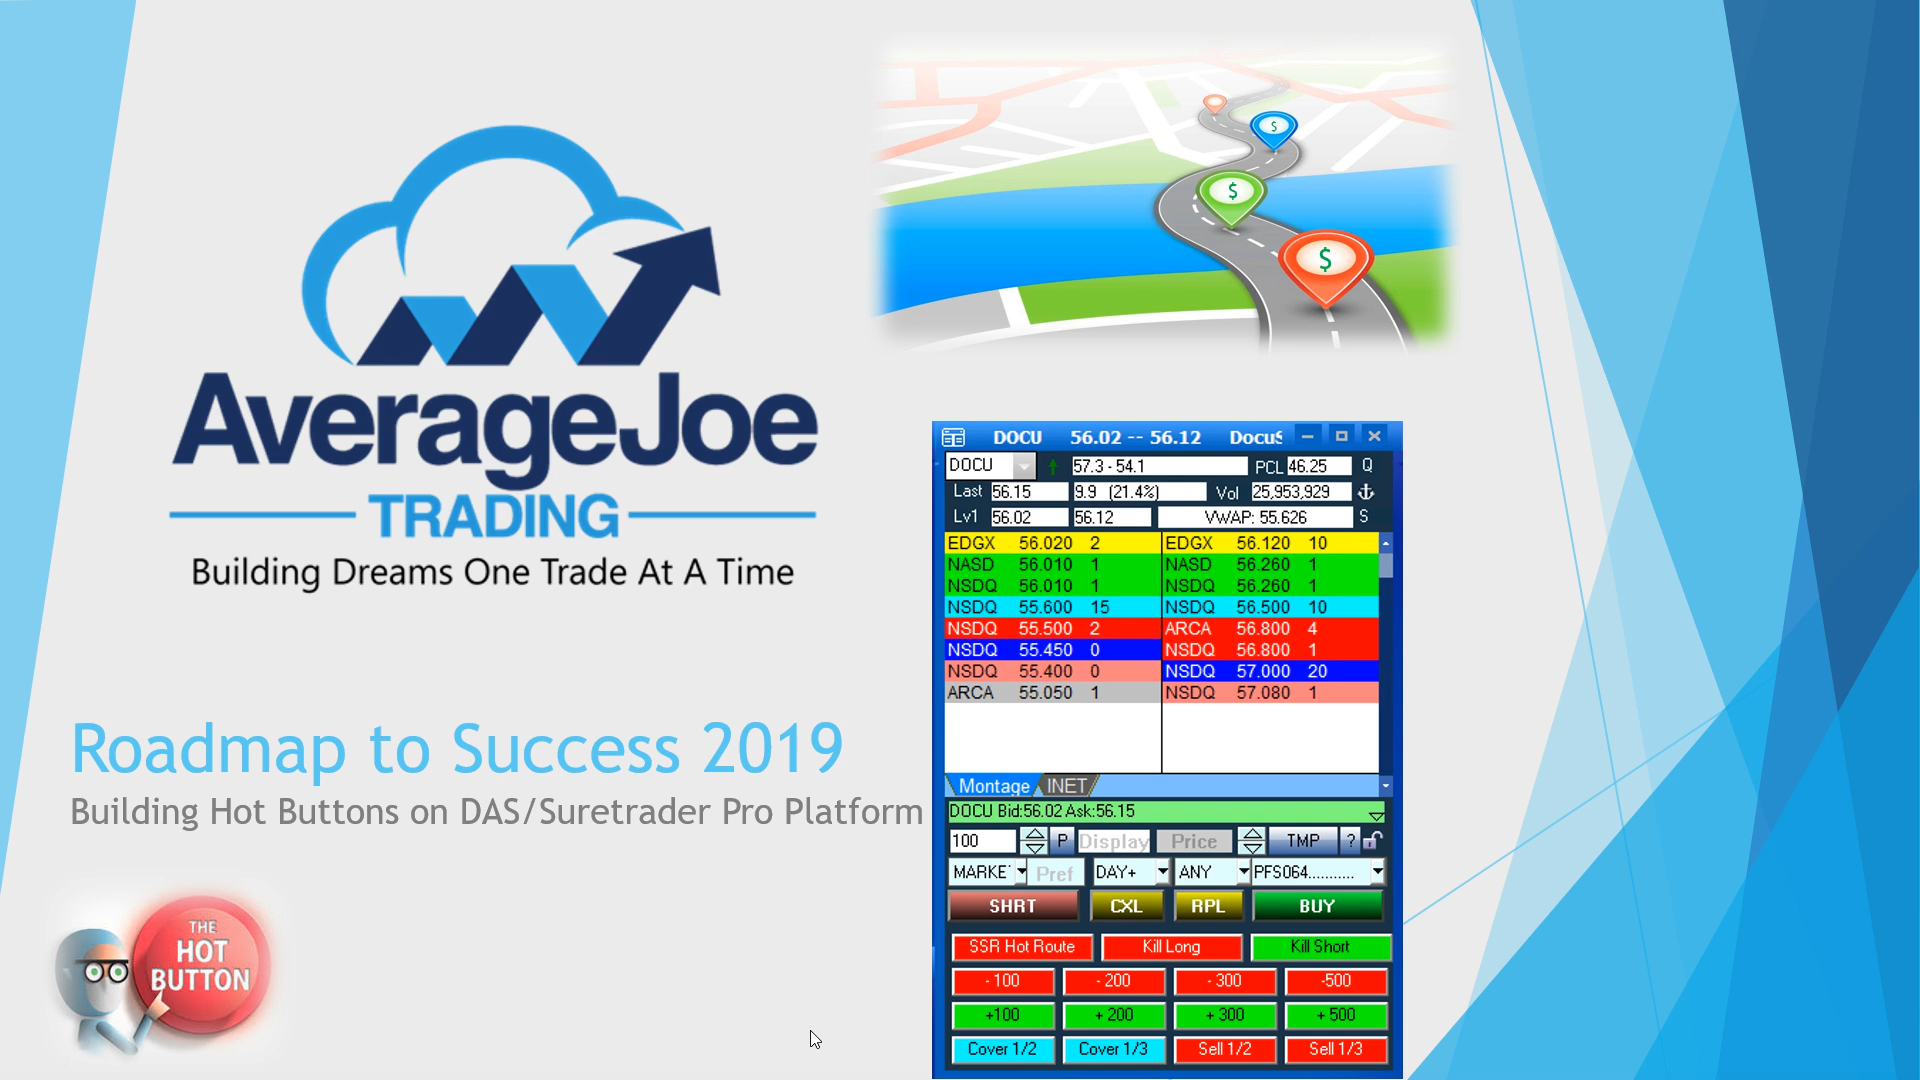 $
$
$
AverageJoe
TRADING
Building Dreams One Trade At A Time
Roadmap to Success 2019
Building Hot Buttons on DAS/Suretrader Pro Platform
THE
HOT
BUTTON
DOCU 56.02 -- 56.12 DocuS
DOCU 57.3 - 54.1 PCL 46.25 Q
Last 56.15 9.9 (21.4%) Vol 25,953,929
Lv1 56.02 56.12 VWAP: 55.626 S
EDGX 56.020 2 EDGX 56.120 10
NASD 56.010 1 NASD 56.260 1
NSDQ 56.010 1 NSDQ 56.260 1
NSDQ 55.600 15 NSDQ 56.500 10
NSDQ 55.500 2 ARCA 56.800 4
NSDQ 55.450 0 NSDQ 56.800 1
NSDQ 55.400 0 NSDQ 57.000 20
ARCA 55.050 1 NSDQ 57.080 1
Montage INET
DOCU Bid:56.02 Ask:56.15
100 P Display Price TMP ?
MARKE Pref DAY+ ANY PFS064...........
SHRT CXL RPL BUY
SSR Hot Route Kill Long Kill Short
- 100 - 200 - 300 -500
+100 + 200 + 300 + 500
Cover 1/2 Cover 1/3 Sell 1/2 Sell 1/3